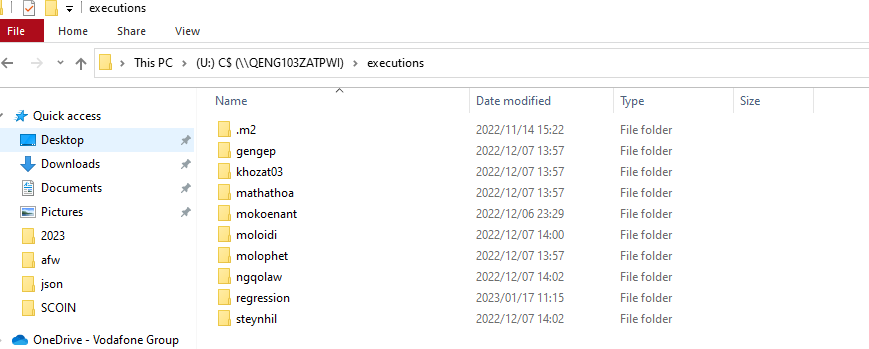 executions
File Home Share View
This PC (U:) C$ (\\QENG103ZATPWI) executions
Name Date modified Type Size
Quick access
Desktop
Downloads
Documents
Pictures
2023
afw
json
SCOIN
OneDrive - Vodafone Group
.m2 2022/11/14 15:22 File folder
gengep 2022/12/07 13:57 File folder
khozat03 2022/12/07 13:57 File folder
mathathoa 2022/12/07 13:57 File folder
mokoenant 2022/12/06 23:29 File folder
moloidi 2022/12/07 14:00 File folder
molophet 2022/12/07 13:57 File folder
ngqolaw 2022/12/07 14:02 File folder
regression 2023/01/17 11:15 File folder
steynhil 2022/12/07 14:02 File folder